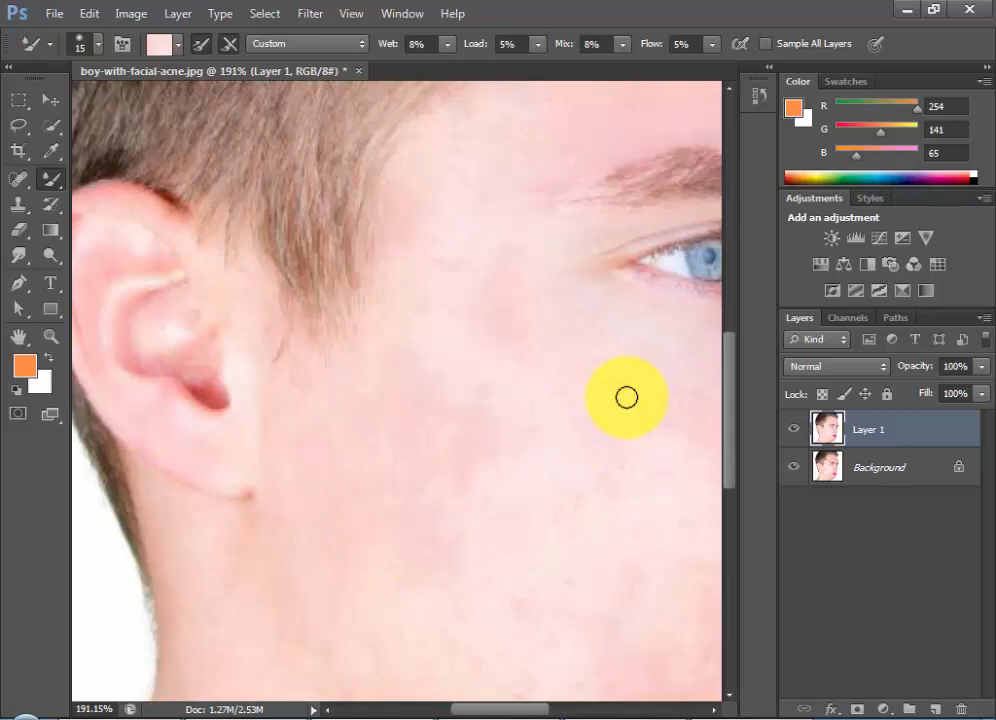 Ps File Edit Image Layer Type Select Filter View Window Help
15 Custom Wet: 8% Load: 5% Mix: 8% Flow: 5% Sample All Layers
boy-with-facial-acne.jpg @ 191% (Layer 1, RGB/8#) * ×
Color Swatches
R 254
G 141
B 65
Adjustments Styles
Add an adjustment
Layers Channels Paths
Kind
Normal Opacity: 100%
Lock: Fill: 100%
Layer 1
Background
191.15% Doc: 1.27M/2.53M